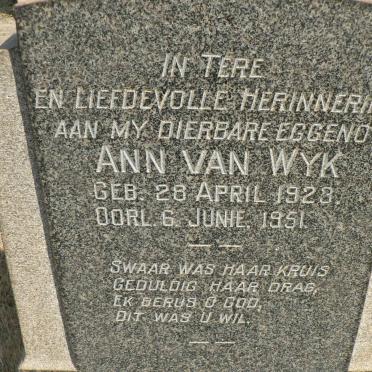 IN TERE
EN LIEFDEVOLLE HERINNERI
AAN MY DIERBARE EGGENO
ANN VAN WYK
GEB. 28 APRIL 1928.
OORL. 6 JUNIE. 1951.
SWAAR WAS HAAR KRUIS
GEDULDIG HAAR DRAG,
EK BERUS O GOD,
DIT WAS U WIL.